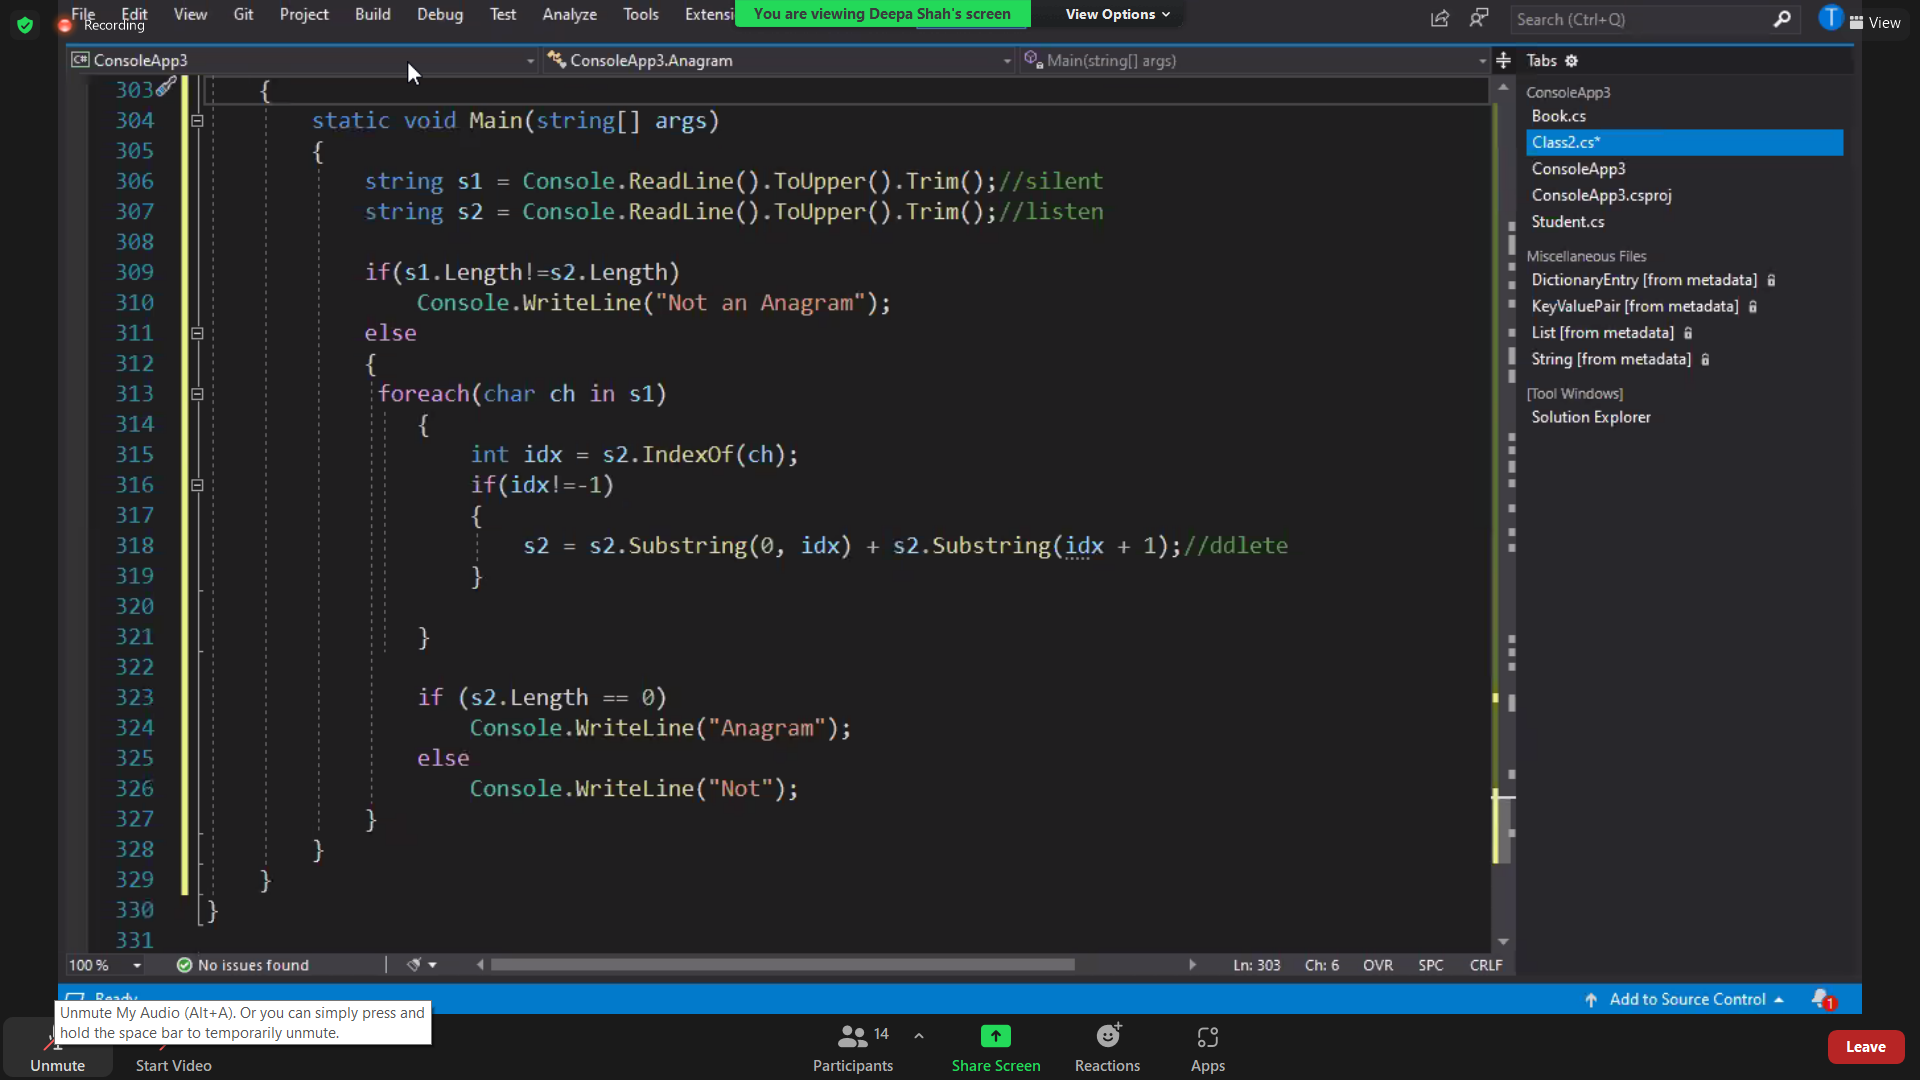 File Edit View Git Project Build Debug Test Analyze Tools Extensi
Recording
You are viewing Deepa Shah's screen
View Options
Search (Ctrl+Q)
T
View
ConsoleApp3
ConsoleApp3.Anagram
Main(string[] args)
Tabs
303 {
304 static void Main(string[] args)
305 {
306 string s1 = Console.ReadLine().ToUpper().Trim();//silent
307 string s2 = Console.ReadLine().ToUpper().Trim();//listen
308
309 if(s1.Length!=s2.Length)
310 Console.WriteLine("Not an Anagram");
311 else
312 {
313 foreach(char ch in s1)
314 {
315 int idx = s2.IndexOf(ch);
316 if(idx!=-1)
317 {
318 s2 = s2.Substring(0, idx) + s2.Substring(idx + 1);//ddlete
319 }
320
321 }
322
323 if (s2.Length == 0)
324 Console.WriteLine("Anagram");
325 else
326 Console.WriteLine("Not");
327 }
328 }
329 }
330 }
331
ConsoleApp3
Book.cs
Class2.cs*
ConsoleApp3
ConsoleApp3.csproj
Student.cs
Miscellaneous Files
DictionaryEntry [from metadata]
KeyValuePair [from metadata]
List [from metadata]
String [from metadata]
[Tool Windows]
Solution Explorer
100 %
No issues found
Ln: 303 Ch: 6 OVR SPC CRLF
Ready
Add to Source Control
1
Unmute My Audio (Alt+A). Or you can simply press and
hold the space bar to temporarily unmute.
Unmute
Start Video
Participants
14
Share Screen
Reactions
Apps
Leave